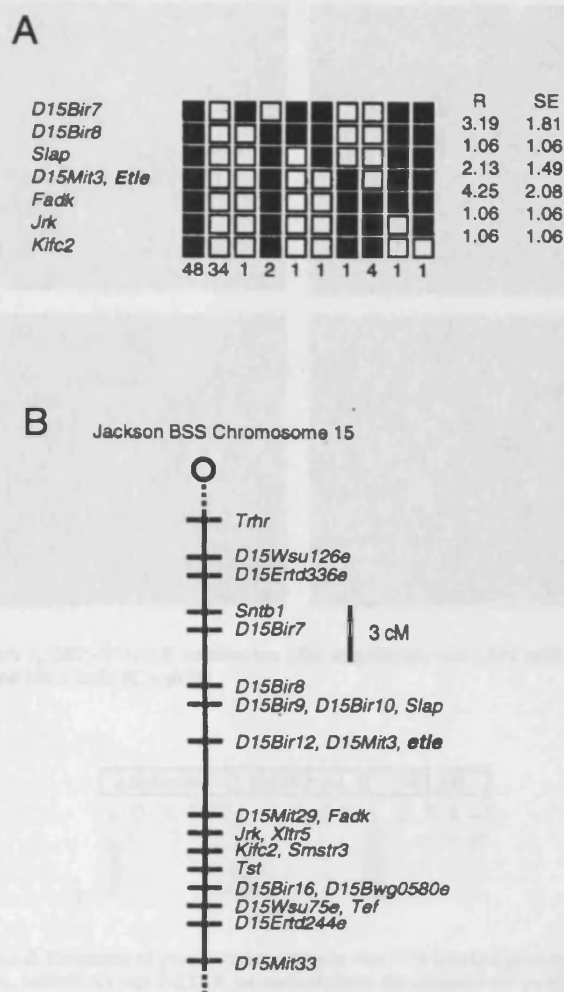 A
R SE
D15Bir7
3.19 1.81
D15Bir8
1.06 1.06
Slap
2.13 1.49
D15Mit3, Etle
4.25 2.08
Fadk
1.06 1.06
Jrk
1.06 1.06
Kifc2
48 34 1 2 1 1 1 4 1 1
B
Jackson BSS Chromosome 15
Trhr
D15Wsu126e
D15Ertd336e
Sntb1
D15Bir7
3 cM
D15Bir8
D15Bir9, D15Bir10, Slap
D15Bir12, D15Mit3, etle
D15Mit29, Fadk
Jrk, Xltr5
Kifc2, Smstr3
Tst
D15Bir16, D15Bwg0580e
D15Wsu75e, Tef
D15Ertd244e
D15Mit33